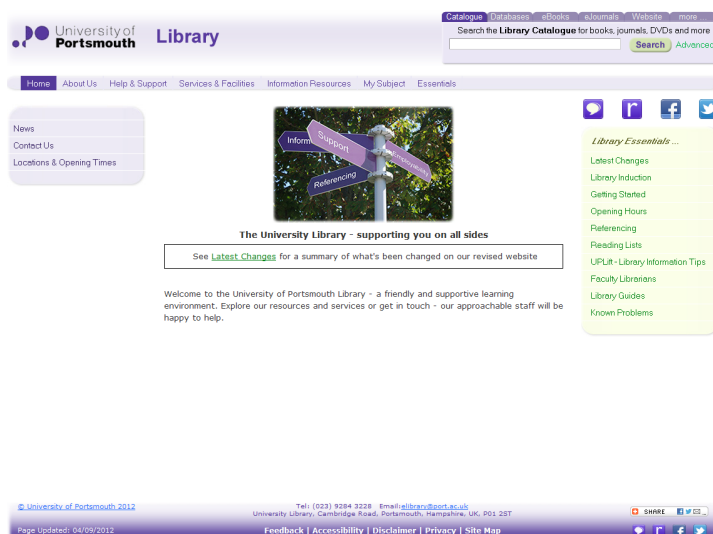 University of
Portsmouth
Library
Catalogue Databases eBooks eJournals Website more ...
Search the Library Catalogue for books, journals, DVDs and more
Search Advanced
Home About Us Help & Support Services & Facilities Information Resources My Subject Essentials
News
Contact Us
Locations & Opening Times
Inform
Support
Employability
Referencing
The University Library - supporting you on all sides
See Latest Changes for a summary of what's been changed on our revised website
Welcome to the University of Portsmouth Library - a friendly and supportive learning
environment. Explore our resources and services or get in touch - our approachable staff will be
happy to help.
Library Essentials ...
Latest Changes
Library Induction
Getting Started
Opening Hours
Referencing
Reading Lists
UPLift - Library Information Tips
Faculty Librarians
Library Guides
Known Problems
© University of Portsmouth 2012
Tel: (023) 9284 3228 Email:elibrary@port.ac.uk
University Library, Cambridge Road, Portsmouth, Hampshire, UK, PO1 2ST
SHARE
Page Updated: 04/09/2012
Feedback | Accessibility | Disclaimer | Privacy | Site Map